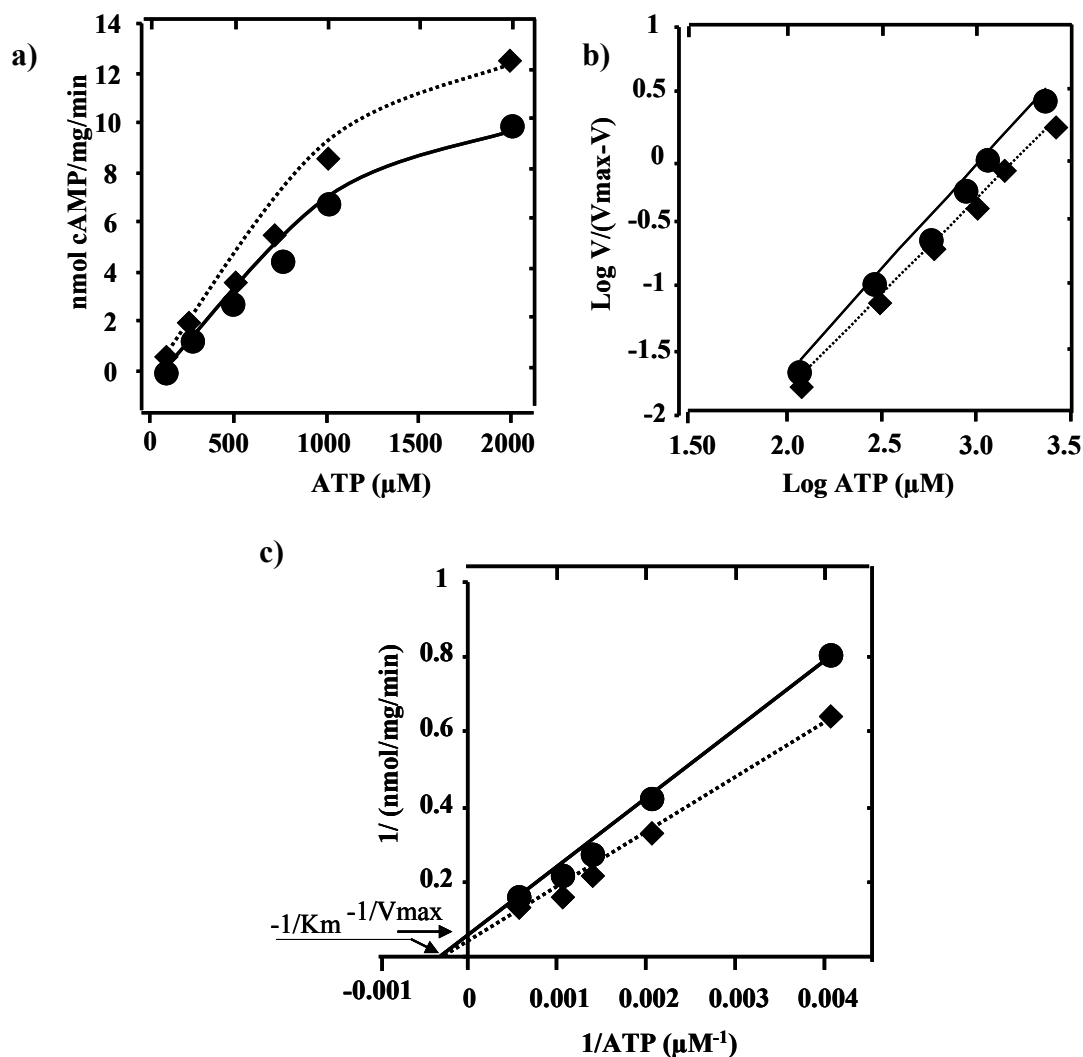 a)
nmol cAMP/mg/min
14
12
10
8
6
4
2
0
0 500 1000 1500 2000
ATP (µM)
b)
Log V/(Vmax-V)
1
0.5
0
-0.5
-1
-1.5
-2
1.50 2.0 2.5 3.0 3.5
Log ATP (µM)
c)
1/ (nmol/mg/min)
1
0.8
0.6
0.4
0.2
-1/Km -1/Vmax
-0.001 0 0.001 0.002 0.003 0.004
1/ATP (µM-1)